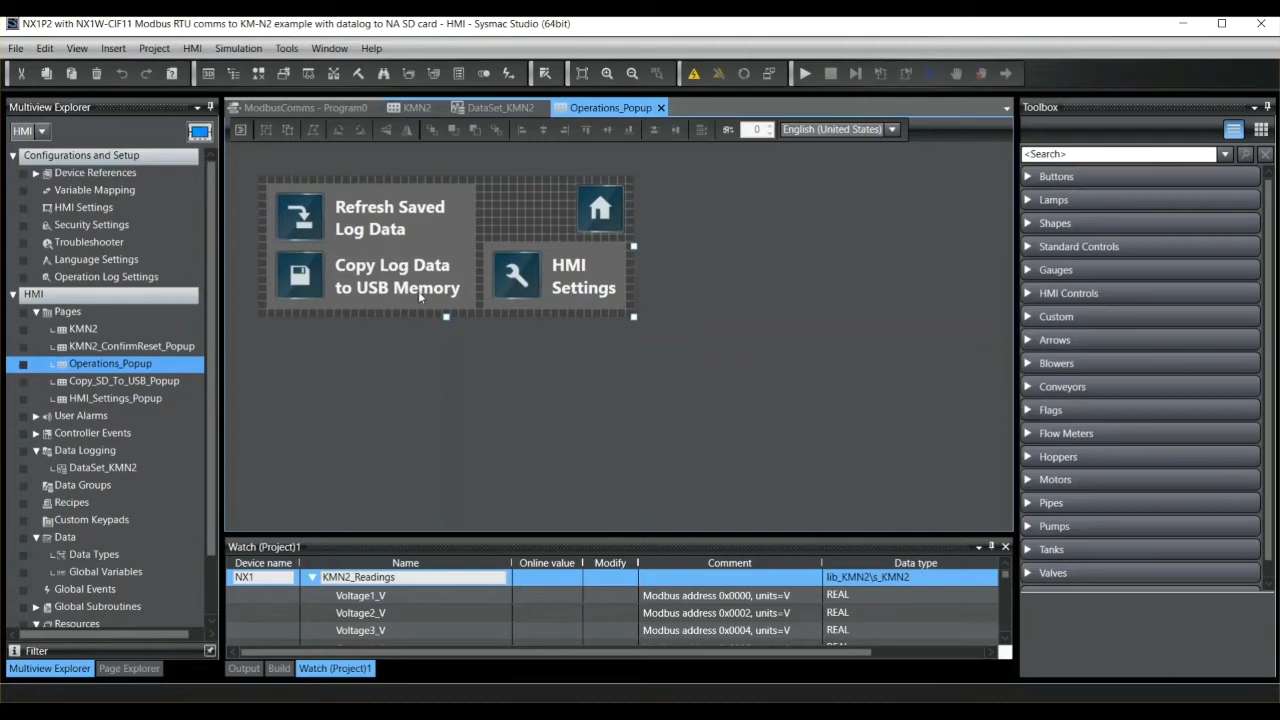 NX1P2 with NX1W-CIF11 Modbus RTU comms to KM-N2 example with datalog to NA SD card - HMI - Sysmac Studio (64bit)
File Edit View Insert Project HMI Simulation Tools Window Help
Multiview Explorer
HMI
Configurations and Setup
Device References
Variable Mapping
HMI Settings
Security Settings
Troubleshooter
Language Settings
Operation Log Settings
HMI
Pages
KMN2
KMN2_ConfirmReset_Popup
Operations_Popup
Copy_SD_To_USB_Popup
HMI_Settings_Popup
User Alarms
Controller Events
Data Logging
DataSet_KMN2
Data Groups
Recipes
Custom Keypads
Data
Data Types
Global Variables
Global Events
Global Subroutines
Resources
Filter
Multiview Explorer Page Explorer
ModbusComms - Program0 KMN2 DataSet_KMN2 Operations_Popup
0 English (United States)
Refresh Saved
Log Data
Copy Log Data
to USB Memory
HMI
Settings
Watch (Project)1
Device name Name Online value Modify Comment Data type
NX1 KMN2_Readings lib_KMN2\s_KMN2
Voltage1_V Modbus address 0x0000, units=V REAL
Voltage2_V Modbus address 0x0002, units=V REAL
Voltage3_V Modbus address 0x0004, units=V REAL
Output Build Watch (Project)1
Toolbox
<Search>
Buttons
Lamps
Shapes
Standard Controls
Gauges
HMI Controls
Custom
Arrows
Blowers
Conveyors
Flags
Flow Meters
Hoppers
Motors
Pipes
Pumps
Tanks
Valves